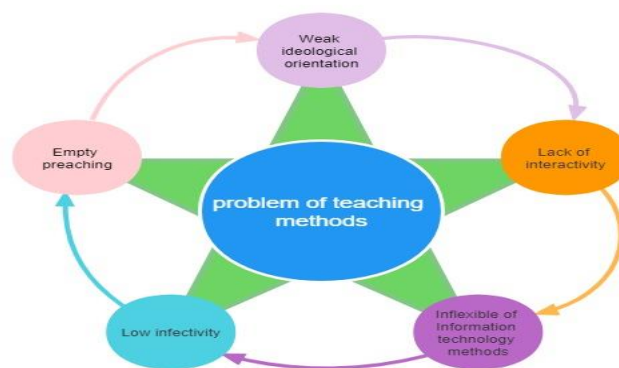 Weak
ideological
orientation
Empty
preaching
Lack of
interactivity
problem of teaching
methods
Low infectivity
Inflexible of
Information
technology
methods